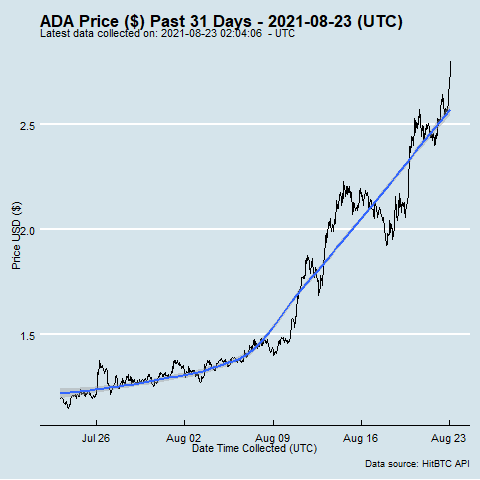 ADA Price ($) Past 31 Days - 2021-08-23 (UTC)
Latest data collected on: 2021-08-23 02:04:06 - UTC
2.5
2.0
1.5
Price USD ($)
Jul 26 Aug 02 Aug 09 Aug 16 Aug 23
Date Time Collected (UTC)
Data source: HitBTC API